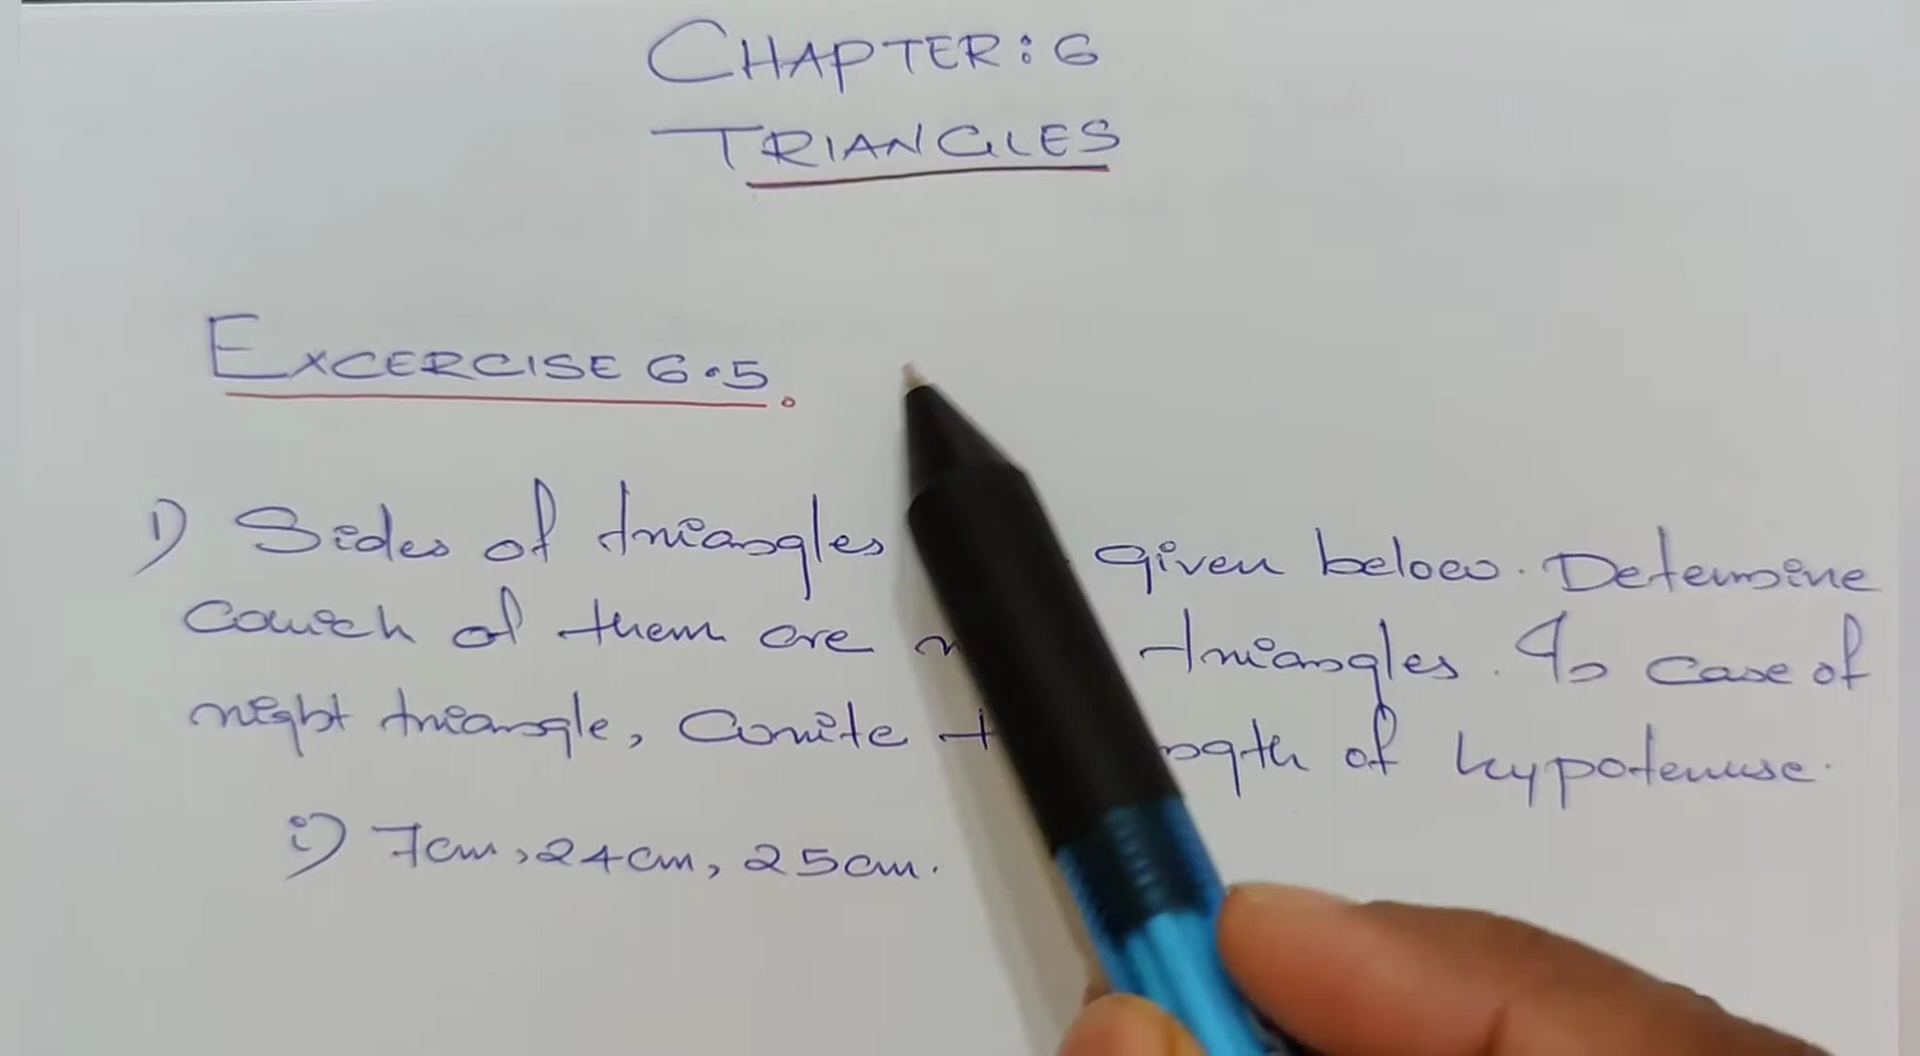 CHAPTER: 6
TRIANGLES
EXCERCISE 6.5.
1) Sides of triangles given below. Determine
which of them are triangles. In case of
right triangle, write of hypotenuse.
i) 7cm, 24cm, 25cm.